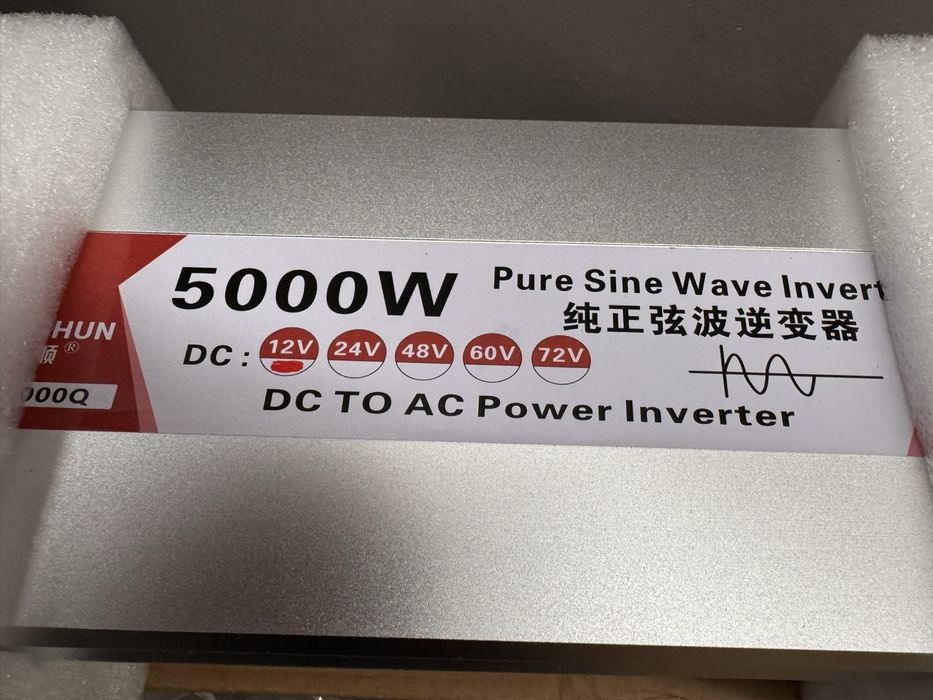 5000W
Pure Sine Wave Invert
纯正弦波逆变器
HUN
®
DC : 12V 24V 48V 60V 72V
000Q
DC TO AC Power Inverter